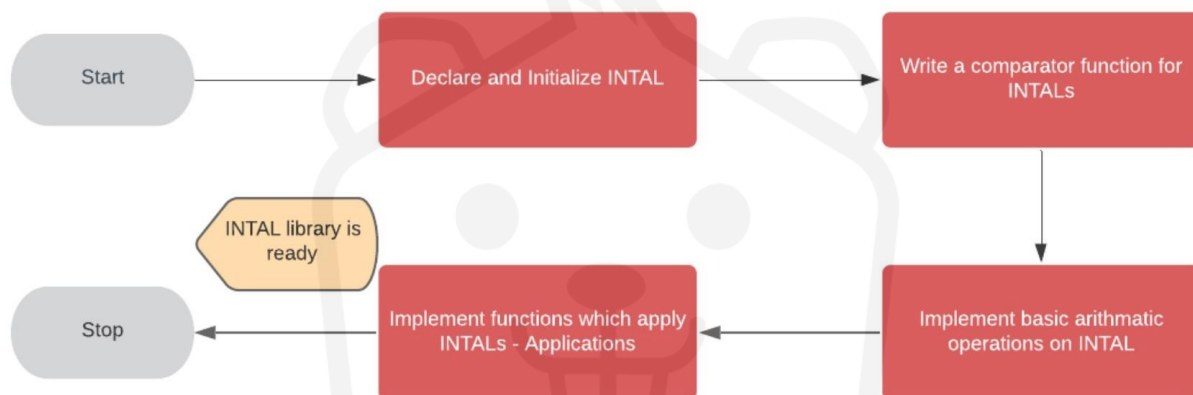 Start
Declare and Initialize INTAL
Write a comparator function for
INTALs
Implement basic arithmatic
operations on INTAL
Implement functions which apply
INTALs - Applications
INTAL library is
ready
Stop